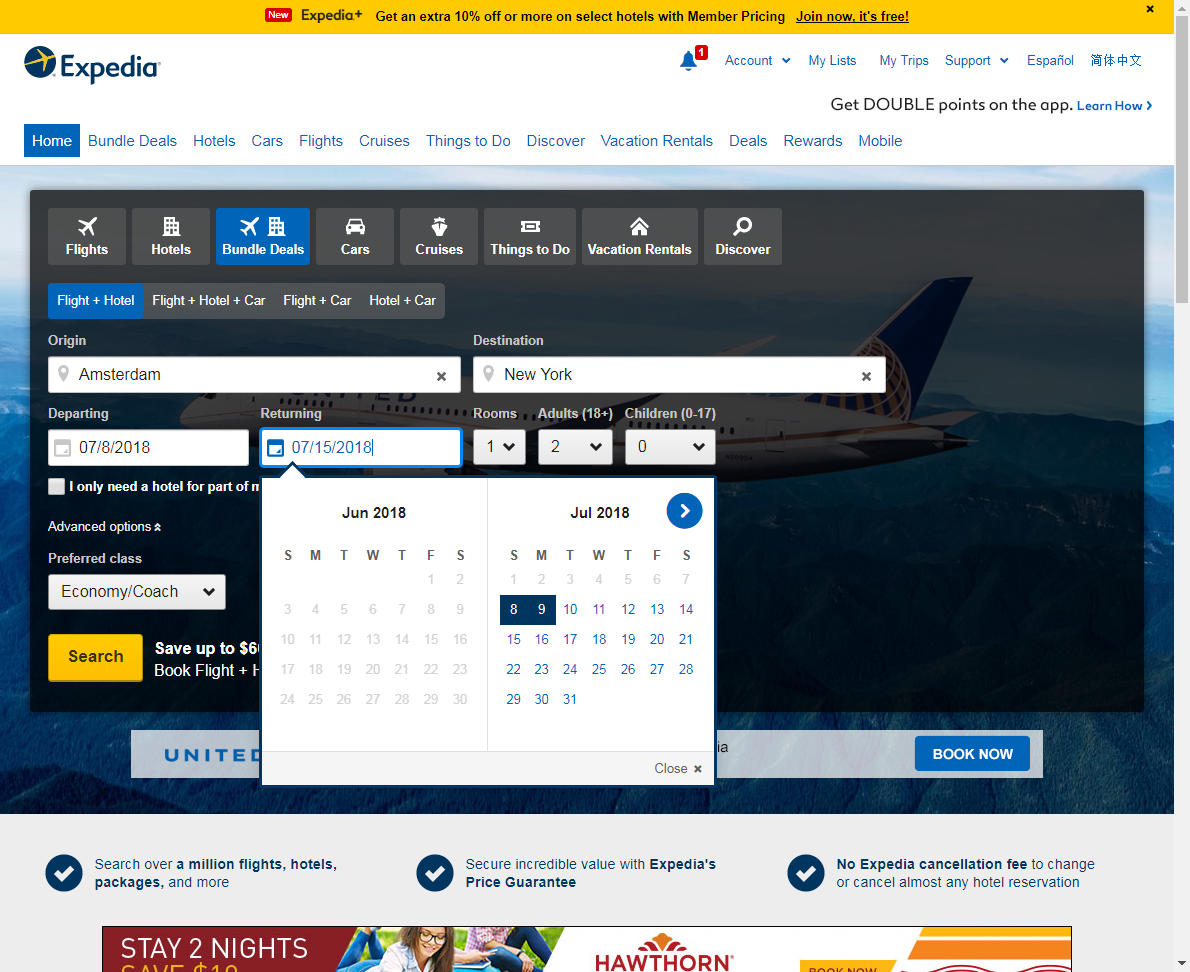 New Expedia+ Get an extra 10% off or more on select hotels with Member Pricing Join now, it's free!
Expedia
1 Account My Lists My Trips Support Español 简体中文
Get DOUBLE points on the app. Learn How
Home Bundle Deals Hotels Cars Flights Cruises Things to Do Discover Vacation Rentals Deals Rewards Mobile
Flights Hotels Bundle Deals Cars Cruises Things to Do Vacation Rentals Discover
Flight + Hotel Flight + Hotel + Car Flight + Car Hotel + Car
Origin Destination
Amsterdam × New York ×
Departing Returning Rooms Adults (18+) Children (0-17)
07/8/2018 07/15/2018 1 2 0
I only need a hotel for part of m
Advanced options
Preferred class
Economy/Coach
Search
Save up to $6
Book Flight + H
Jun 2018
S M T W T F S
1 2
3 4 5 6 7 8 9
10 11 12 13 14 15 16
17 18 19 20 21 22 23
24 25 26 27 28 29 30
Jul 2018
S M T W T F S
1 2 3 4 5 6 7
8 9 10 11 12 13 14
15 16 17 18 19 20 21
22 23 24 25 26 27 28
29 30 31
Close ×
UNITED
ia
BOOK NOW
Search over a million flights, hotels,
packages, and more
Secure incredible value with Expedia's
Price Guarantee
No Expedia cancellation fee to change
or cancel almost any hotel reservation
STAY 2 NIGHTS
SAVE $10
HAWTHORN
BOOK NOW